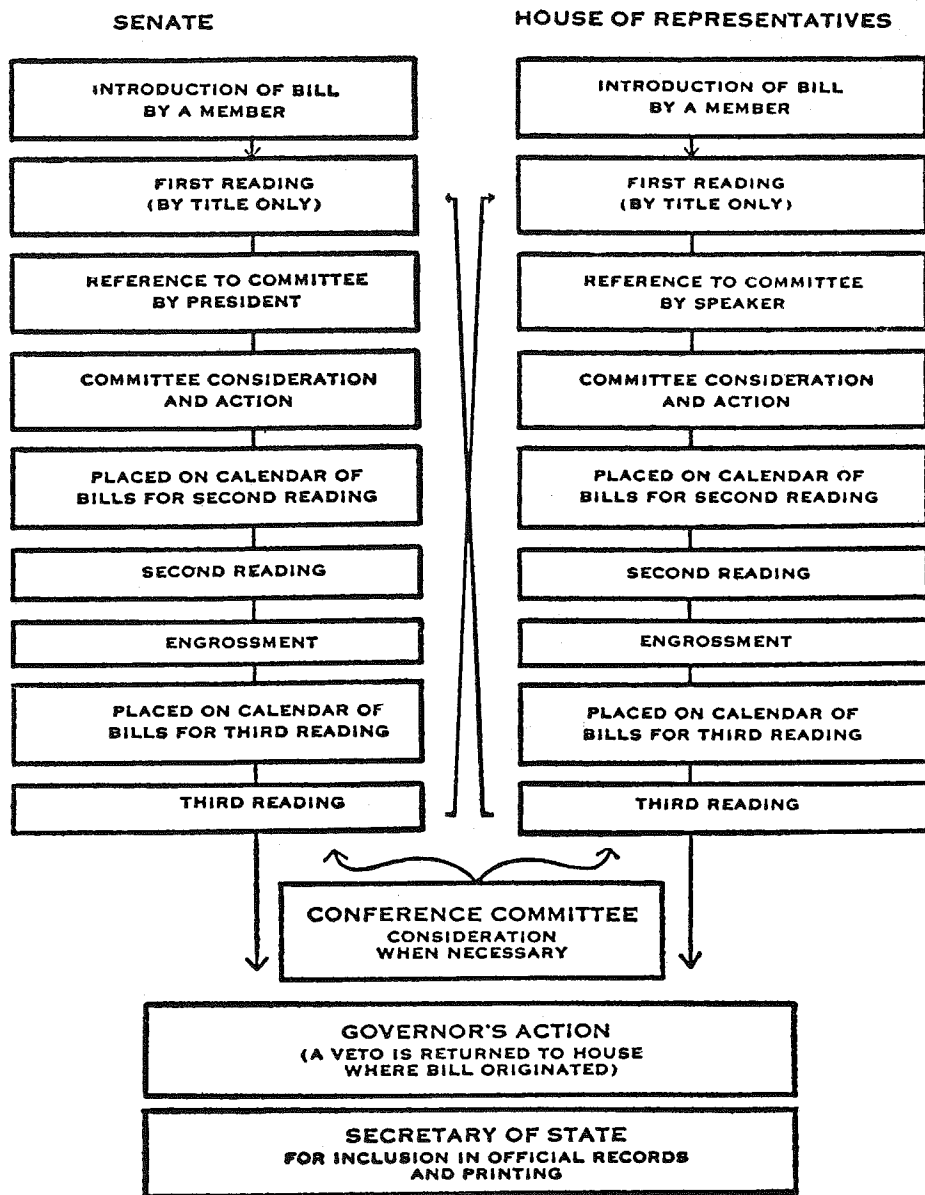 SENATE
INTRODUCTION OF BILL
BY A MEMBER
FIRST READING
(BY TITLE ONLY)
REFERENCE TO COMMITTEE
BY PRESIDENT
COMMITTEE CONSIDERATION
AND ACTION
PLACED ON CALENDAR OF
BILLS FOR SECOND READING
SECOND READING
ENGROSSMENT
PLACED ON CALENDAR OF
BILLS FOR THIRD READING
THIRD READING
HOUSE OF REPRESENTATIVES
INTRODUCTION OF BILL
BY A MEMBER
FIRST READING
(BY TITLE ONLY)
REFERENCE TO COMMITTEE
BY SPEAKER
COMMITTEE CONSIDERATION
AND ACTION
PLACED ON CALENDAR OF
BILLS FOR SECOND READING
SECOND READING
ENGROSSMENT
PLACED ON CALENDAR OF
BILLS FOR THIRD READING
THIRD READING
CONFERENCE COMMITTEE
CONSIDERATION
WHEN NECESSARY
GOVERNOR'S ACTION
(A VETO IS RETURNED TO HOUSE
WHERE BILL ORIGINATED)
SECRETARY OF STATE
FOR INCLUSION IN OFFICIAL RECORDS
AND PRINTING